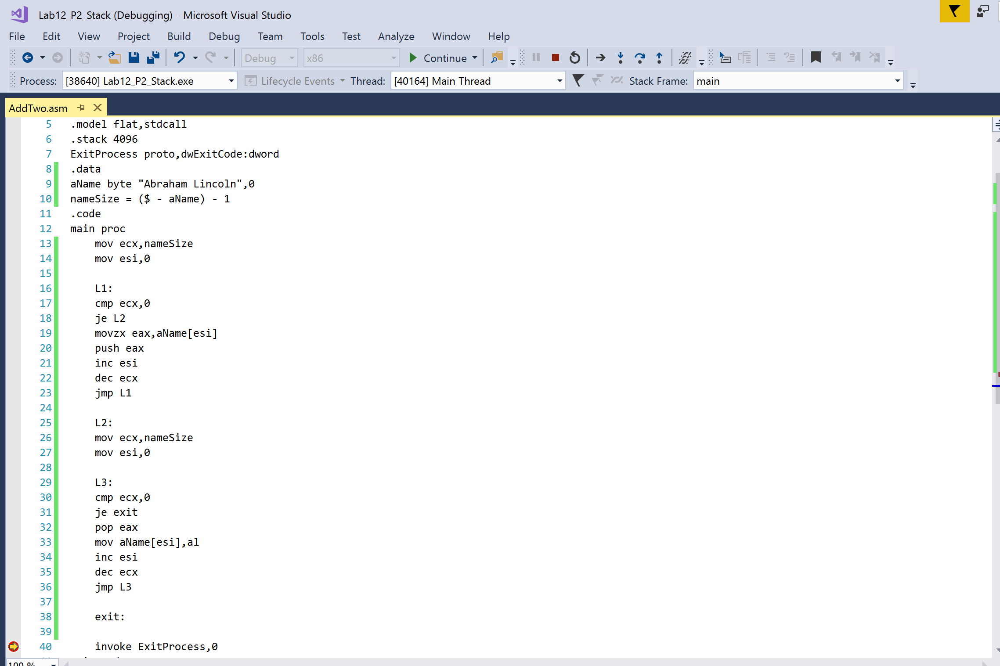 Lab12_P2_Stack (Debugging) - Microsoft Visual Studio
File Edit View Project Build Debug Team Tools Test Analyze Window Help
Debug x86 Continue
Process: [38640] Lab12_P2_Stack.exe Lifecycle Events Thread: [40164] Main Thread Stack Frame: main
AddTwo.asm
5 .model flat,stdcall
6 .stack 4096
7 ExitProcess proto,dwExitCode:dword
8 .data
9 aName byte "Abraham Lincoln",0
10 nameSize = ($ - aName) - 1
11 .code
12 main proc
13 mov ecx,nameSize
14 mov esi,0
15
16 L1:
17 cmp ecx,0
18 je L2
19 movzx eax,aName[esi]
20 push eax
21 inc esi
22 dec ecx
23 jmp L1
24
25 L2:
26 mov ecx,nameSize
27 mov esi,0
28
29 L3:
30 cmp ecx,0
31 je exit
32 pop eax
33 mov aName[esi],al
34 inc esi
35 dec ecx
36 jmp L3
37
38 exit:
39
40 invoke ExitProcess,0
100 %